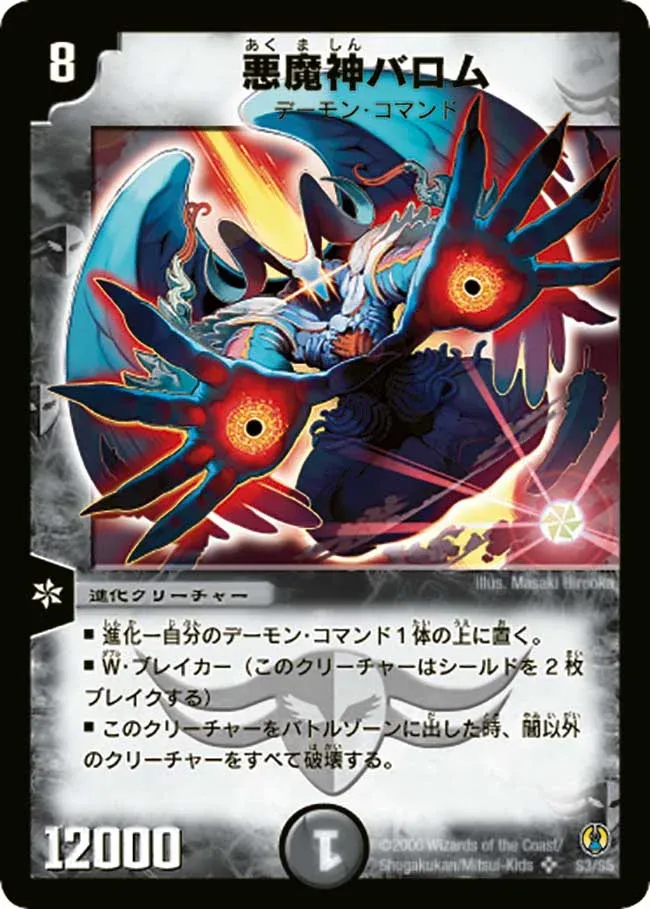 8
あく ま しん
悪魔神バロム
デーモン・コマンド
illus. Masaki Hirooka
進化クリーチャー
■ 進化ー自分のデーモン・コマンド1体の上に置く。
■ W・ブレイカー（このクリーチャーはシールドを2枚
ブレイクする）
■ このクリーチャーをバトルゾーンに出した時、闇以外
のクリーチャーをすべて破壊する。
12000
1
©2006 Wizards of the Coast/
Shogakukan/Mitsui-Kids
S3/S5